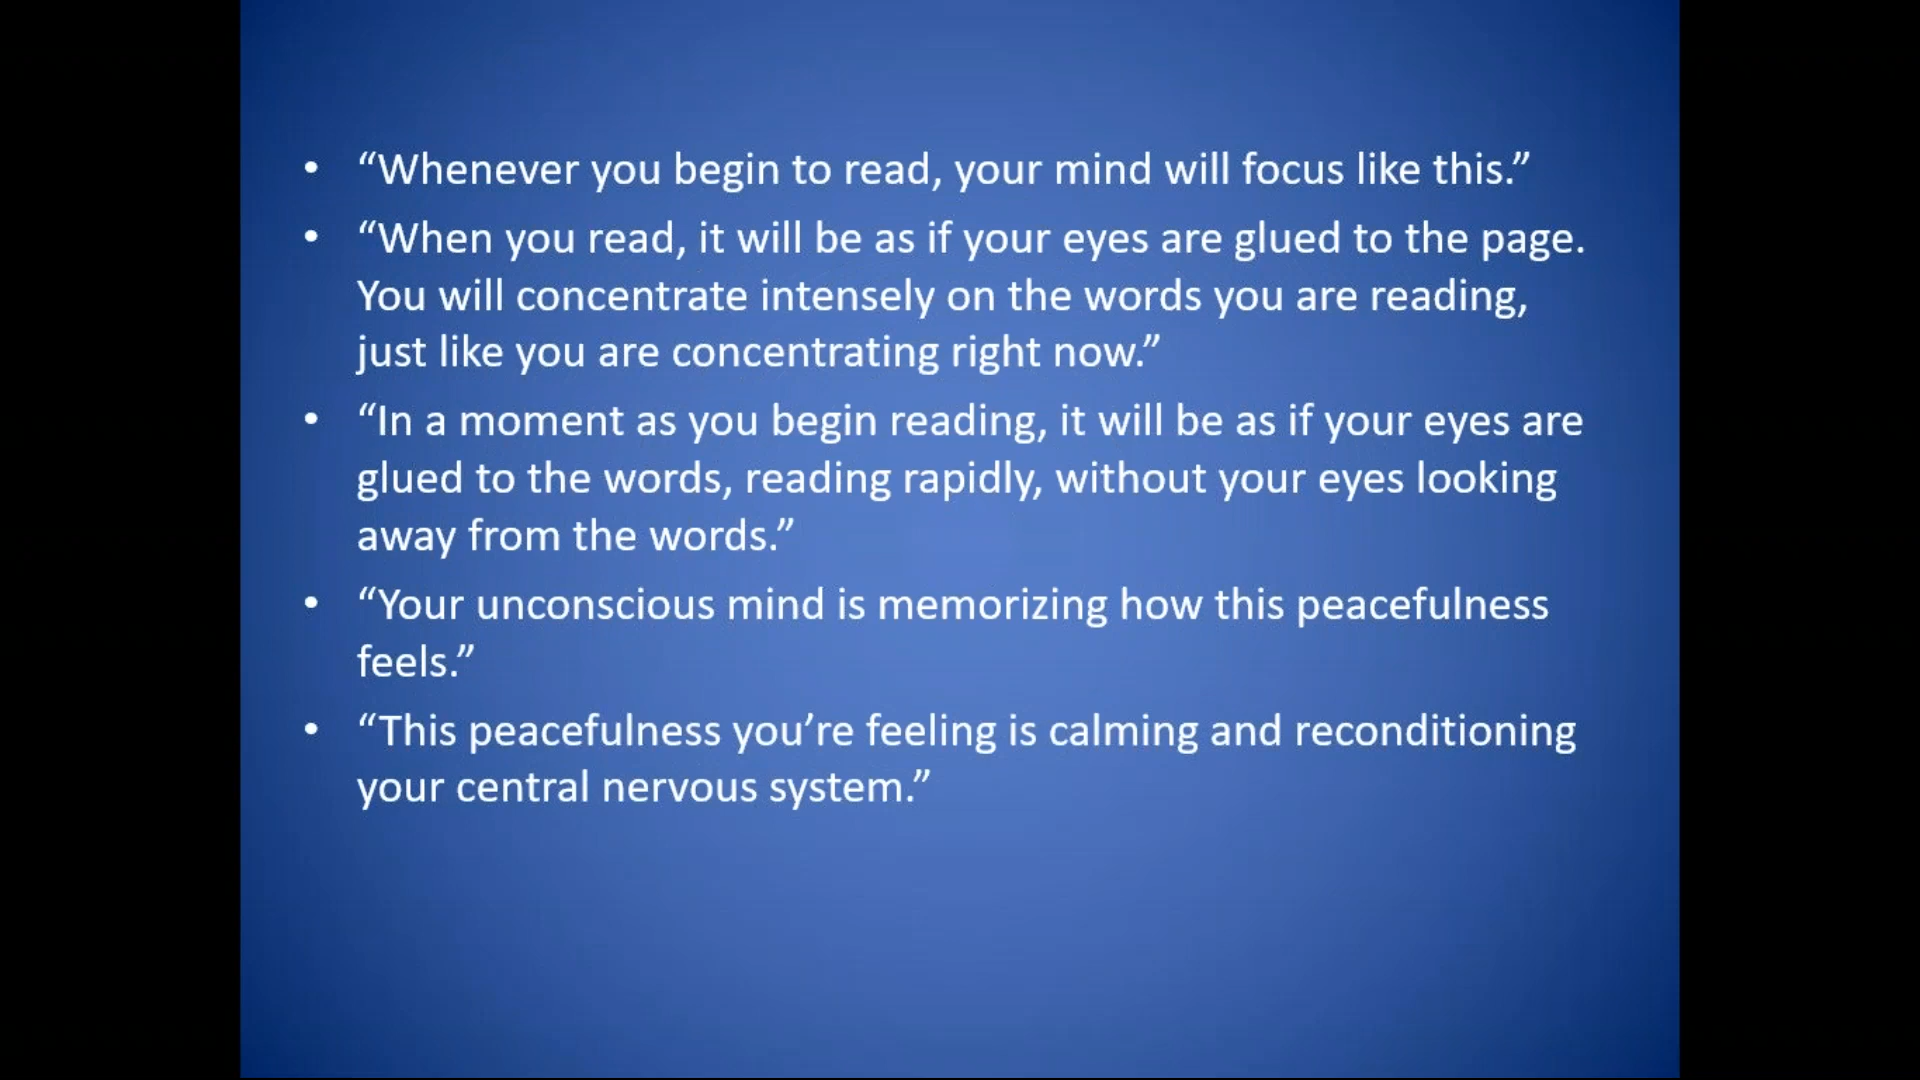 • “Whenever you begin to read, your mind will focus like this.”
• “When you read, it will be as if your eyes are glued to the page.
You will concentrate intensely on the words you are reading,
just like you are concentrating right now.”
• “In a moment as you begin reading, it will be as if your eyes are
glued to the words, reading rapidly, without your eyes looking
away from the words.”
• “Your unconscious mind is memorizing how this peacefulness
feels.”
• “This peacefulness you’re feeling is calming and reconditioning
your central nervous system.”